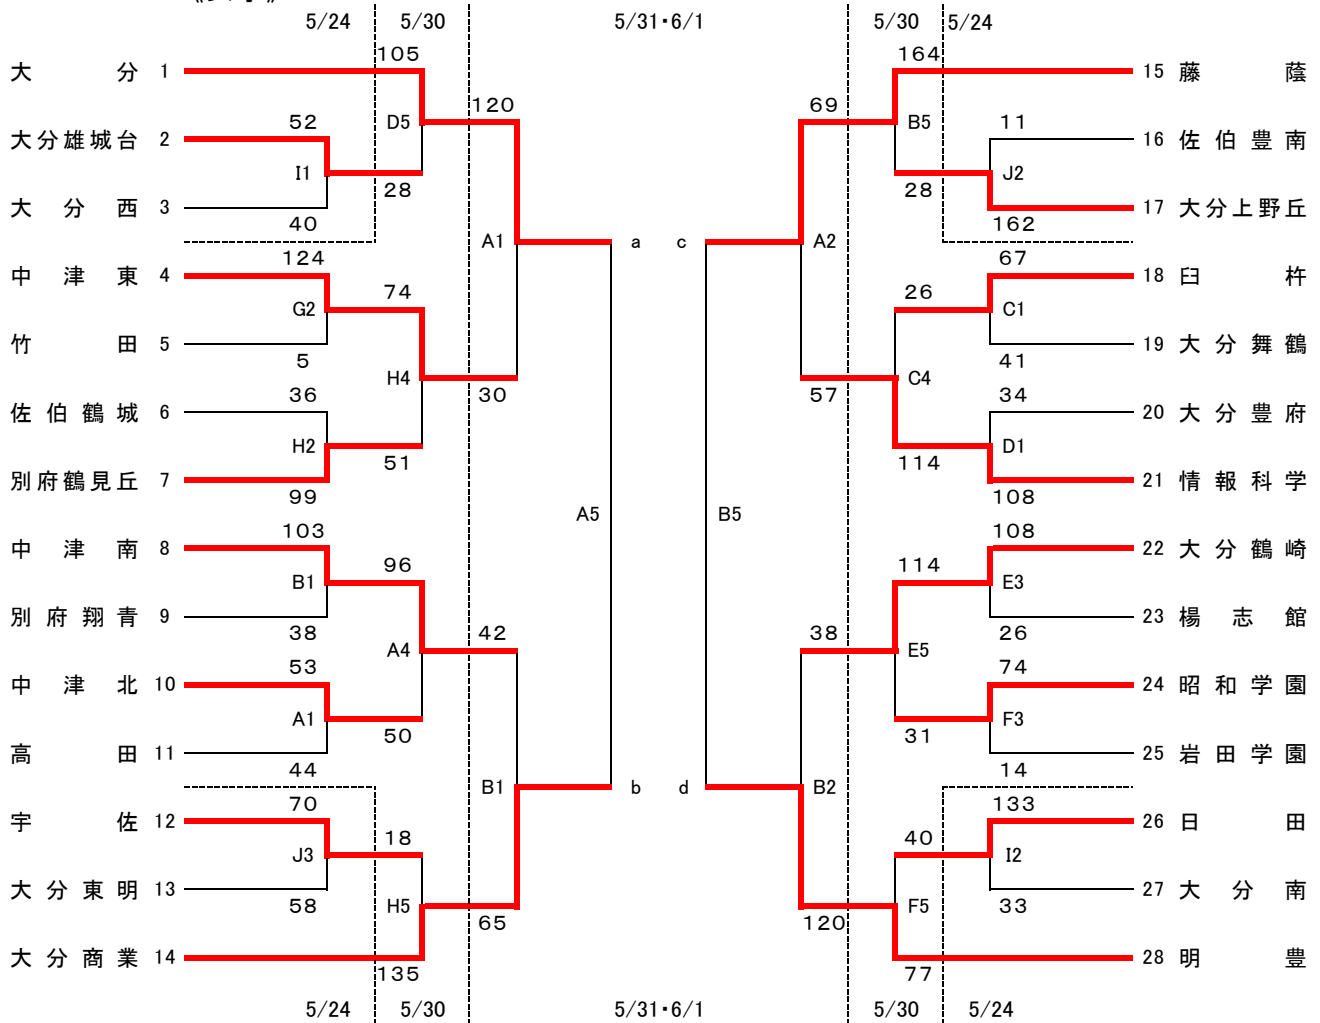 5/24 5/30 5/31・6/1 5/30 5/24
105 164
大分 1 15 藤蔭
120 69
52 D5 B5 11
大分雄城台 2 16 佐伯豊南
I1 J2
28 28
大分西 3 17 大分上野丘
40 162
A1 a c A2
124 67
中津東 4 18 臼杵
74 26
G2 C1
竹田 5 19 大分舞鶴
5 41
H4 C4
36 30 57 34
佐伯鶴城 6 20 大分豊府
H2 D1
51 114
別府鶴見丘 7 21 情報科学
99 108
A5 B5
103 108
中津南 8 22 大分鶴崎
96 114
B1 E3
別府翔青 9 23 楊志館
38 42 38 26
A4 E5
53 74
中津北 10 24 昭和学園
A1 F3
50 31
高田 11 25 岩田学園
44 14
B1 b d B2
70 133
宇佐 12 26 日田
18 40
J3 I2
大分東明 13 27 大分南
58 H5 F5 33
65 120
大分商業 14 28 明豊
135 77
5/24 5/30 5/31・6/1 5/30 5/24